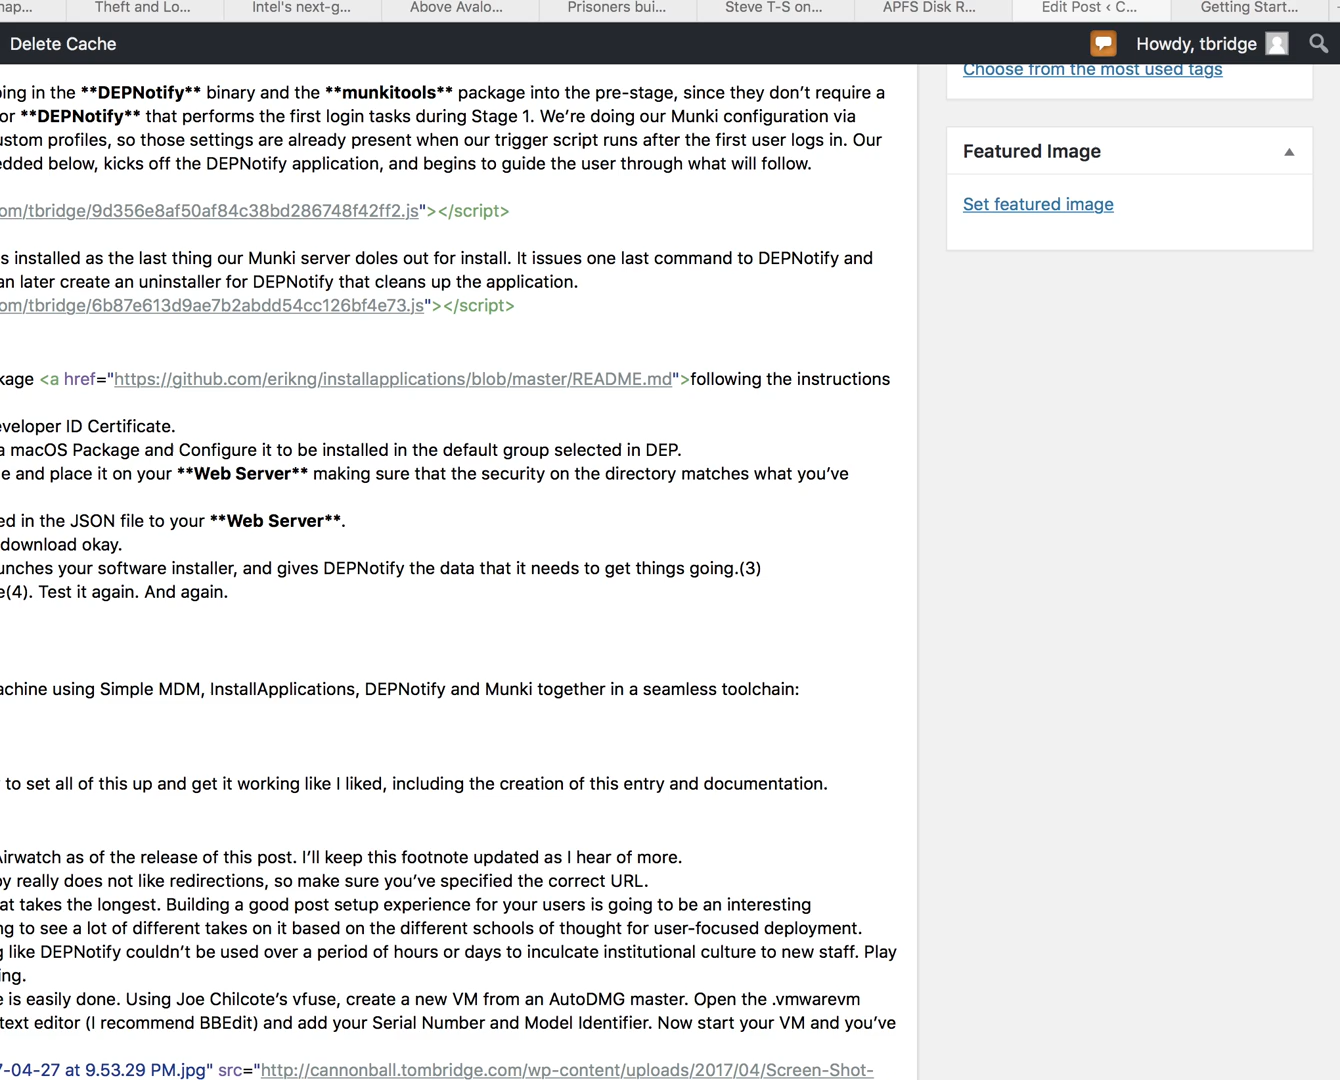 nap... Theft and Lo... Intel's next-g... Above Avalo... Prisoners bui... Steve T-S on... APFS Disk R... Edit Post ‹ C... Getting Start...
Delete Cache Howdy, tbridge
Choose from the most used tags
ing in the **DEPNotify** binary and the **munkitools** package into the pre-stage, since they don't require a
or **DEPNotify** that performs the first login tasks during Stage 1. We're doing our Munki configuration via
ustom profiles, so those settings are already present when our trigger script runs after the first user logs in. Our
edded below, kicks off the DEPNotify application, and begins to guide the user through what will follow.
Featured Image
Set featured image
om/tbridge/9d356e8af50af84c38bd286748f42ff2.js"></script>
s installed as the last thing our Munki server doles out for install. It issues one last command to DEPNotify and
an later create an uninstaller for DEPNotify that cleans up the application.
om/tbridge/6b87e613d9ae7b2abdd54cc126bf4e73.js"></script>
kage <a href="https://github.com/erikng/installapplications/blob/master/README.md">following the instructions
eveloper ID Certificate.
a macOS Package and Configure it to be installed in the default group selected in DEP.
e and place it on your **Web Server** making sure that the security on the directory matches what you've
ed in the JSON file to your **Web Server**.
download okay.
unches your software installer, and gives DEPNotify the data that it needs to get things going.(3)
e(4). Test it again. And again.
achine using Simple MDM, InstallApplications, DEPNotify and Munki together in a seamless toolchain:
to set all of this up and get it working like I liked, including the creation of this entry and documentation.
Airwatch as of the release of this post. I'll keep this footnote updated as I hear of more.
by really does not like redirections, so make sure you've specified the correct URL.
at takes the longest. Building a good post setup experience for your users is going to be an interesting
ng to see a lot of different takes on it based on the different schools of thought for user-focused deployment.
g like DEPNotify couldn't be used over a period of hours or days to inculcate institutional culture to new staff. Play
ing.
e is easily done. Using Joe Chilcote's vfuse, create a new VM from an AutoDMG master. Open the .vmwarevm
text editor (I recommend BBEdit) and add your Serial Number and Model Identifier. Now start your VM and you've
7-04-27 at 9.53.29 PM.jpg" src="http://cannonball.tombridge.com/wp-content/uploads/2017/04/Screen-Shot-